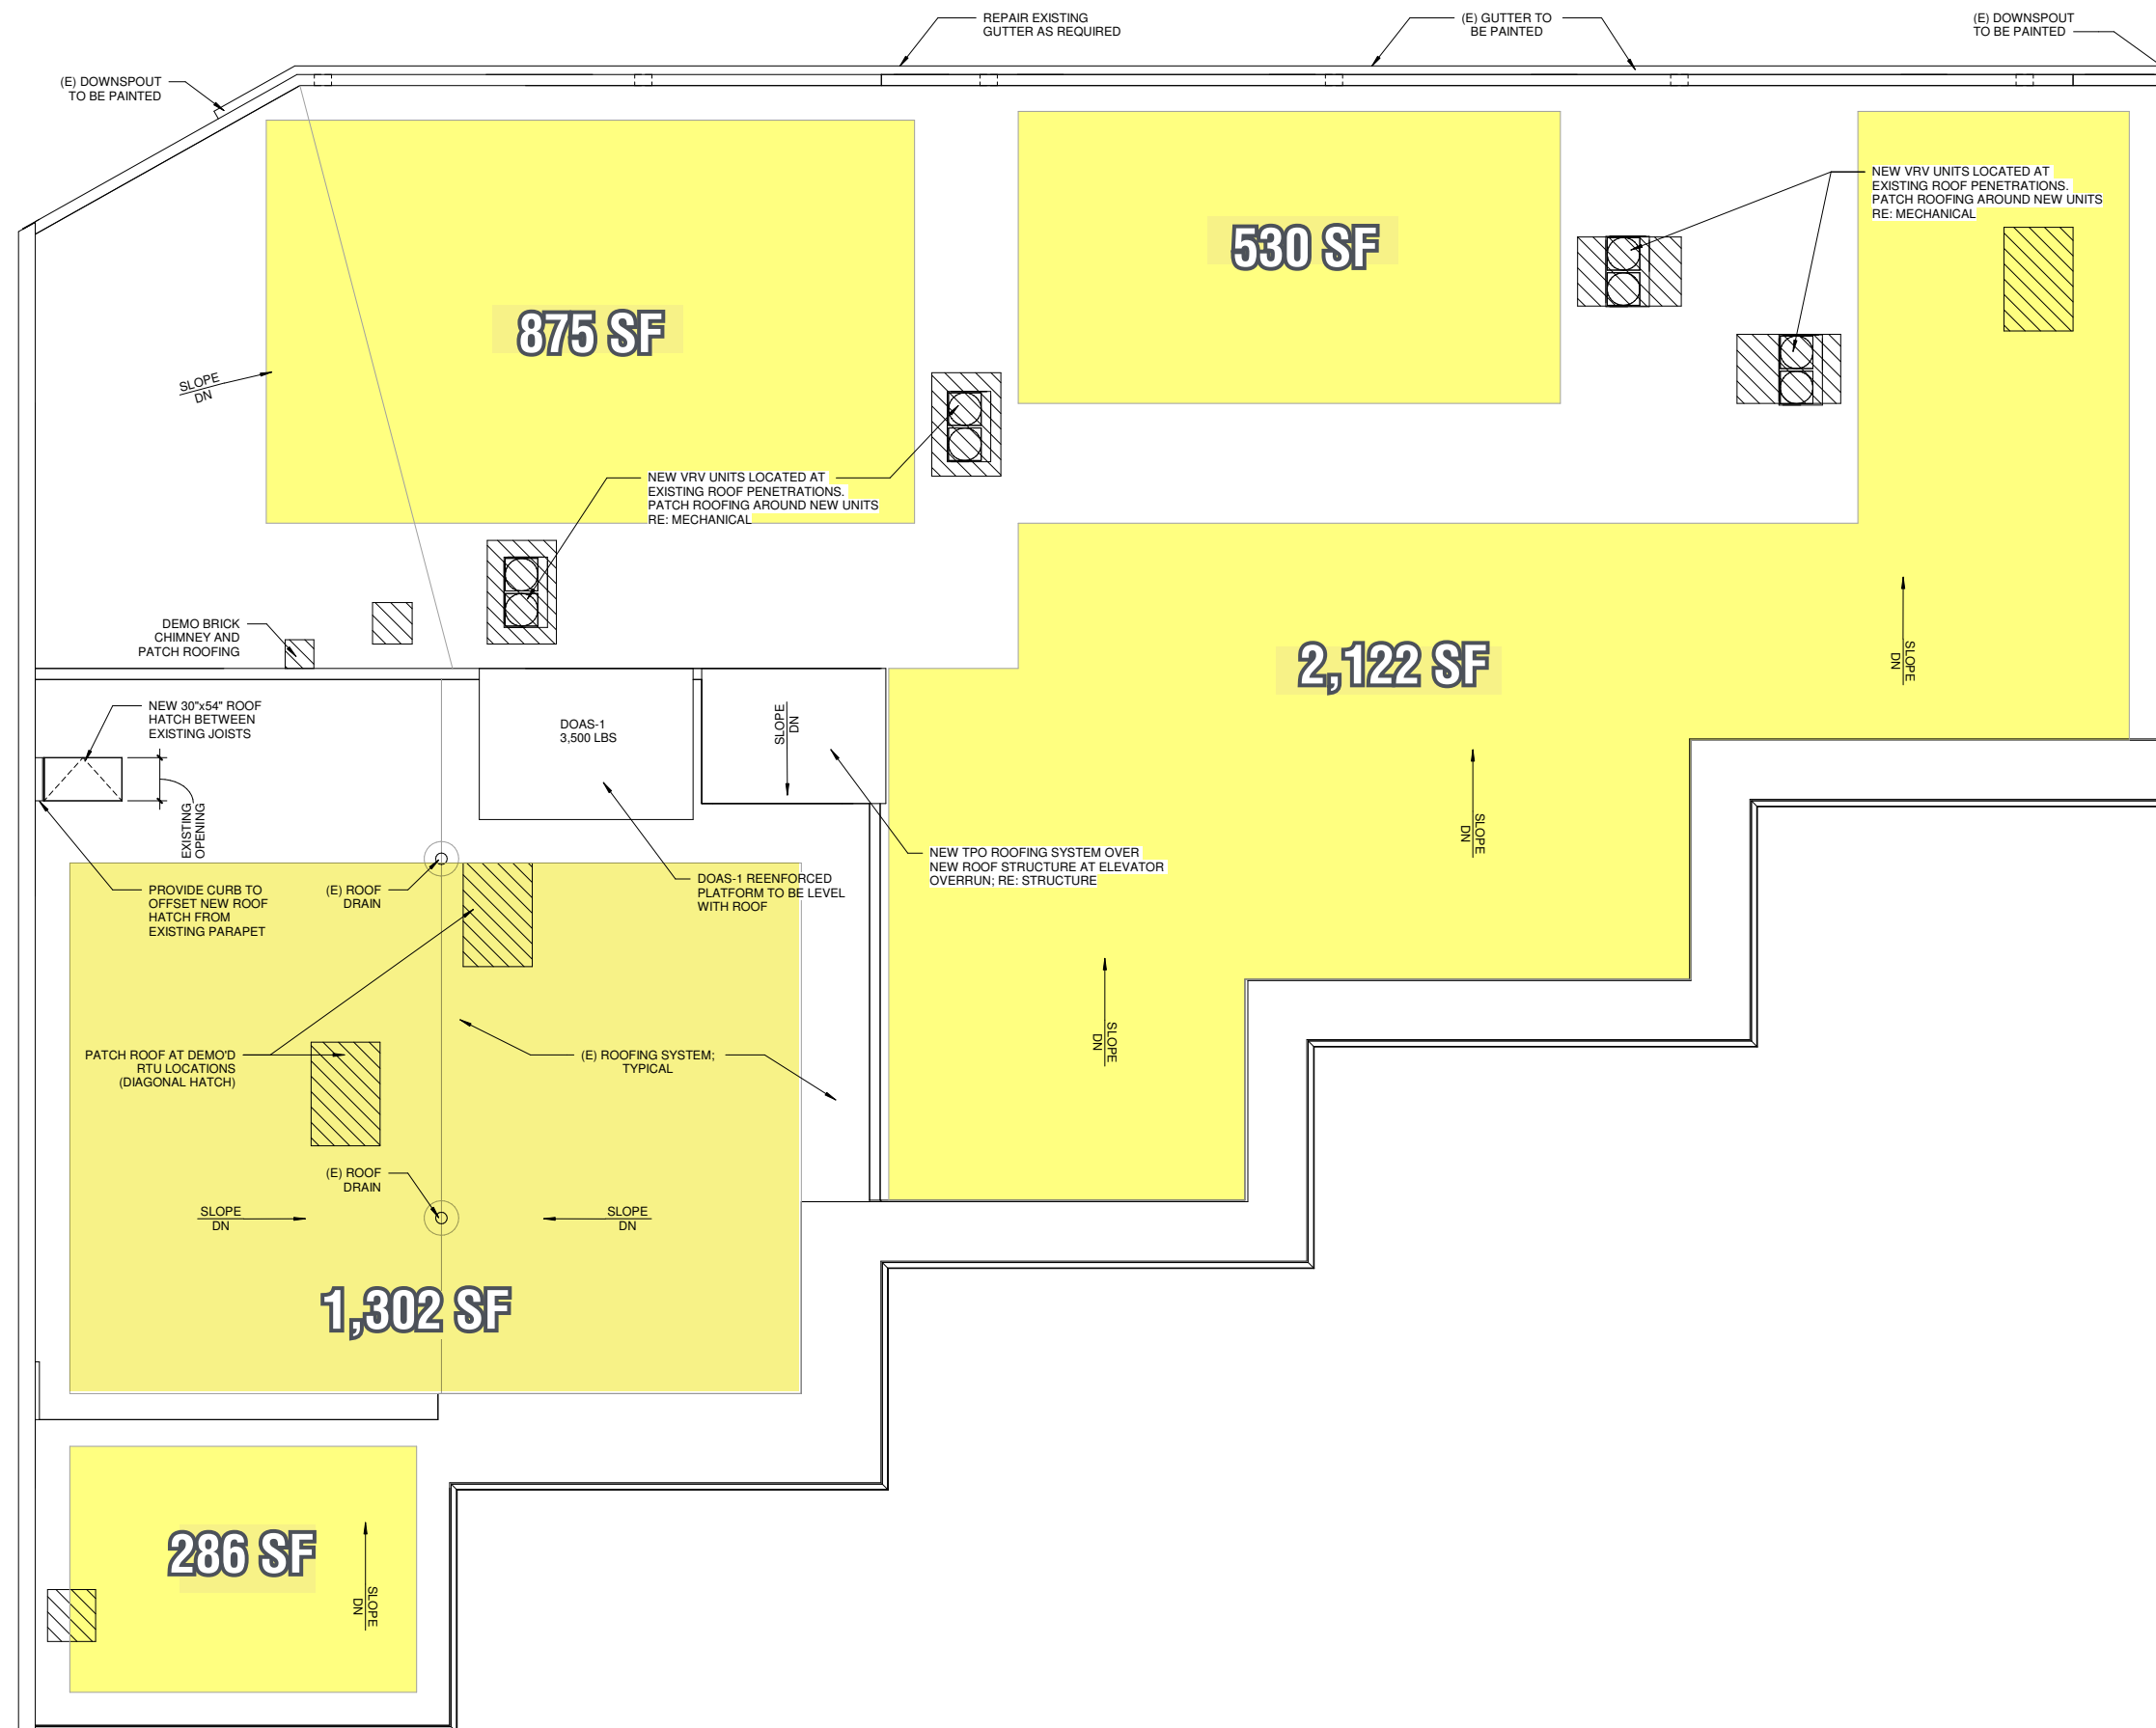 REPAIR EXISTING
GUTTER AS REQUIRED
(E) GUTTER TO
BE PAINTED
(E) DOWNSPOUT
TO BE PAINTED
(E) DOWNSPOUT
TO BE PAINTED
NEW VRV UNITS LOCATED AT
EXISTING ROOF PENETRATIONS.
PATCH ROOFING AROUND NEW UNITS
RE: MECHANICAL
530 SF
875 SF
SLOPE
DN
NEW VRV UNITS LOCATED AT
EXISTING ROOF PENETRATIONS.
PATCH ROOFING AROUND NEW UNITS
RE: MECHANICAL
DEMO BRICK
CHIMNEY AND
PATCH ROOFING
2,122 SF
SLOPE
DN
NEW 30"x54" ROOF
HATCH BETWEEN
EXISTING JOISTS
DOAS-1
3,500 LBS
SLOPE
DN
EXISTING
OPENING
SLOPE
DN
NEW TPO ROOFING SYSTEM OVER
NEW ROOF STRUCTURE AT ELEVATOR
OVERRUN; RE: STRUCTURE
PROVIDE CURB TO
OFFSET NEW ROOF
HATCH FROM
EXISTING PARAPET
(E) ROOF
DRAIN
DOAS-1 REENFORCED
PLATFORM TO BE LEVEL
WITH ROOF
SLOPE
DN
PATCH ROOF AT DEMO'D
RTU LOCATIONS
(DIAGONAL HATCH)
(E) ROOFING SYSTEM;
TYPICAL
(E) ROOF
DRAIN
SLOPE
DN
SLOPE
DN
1,302 SF
286 SF
SLOPE
DN